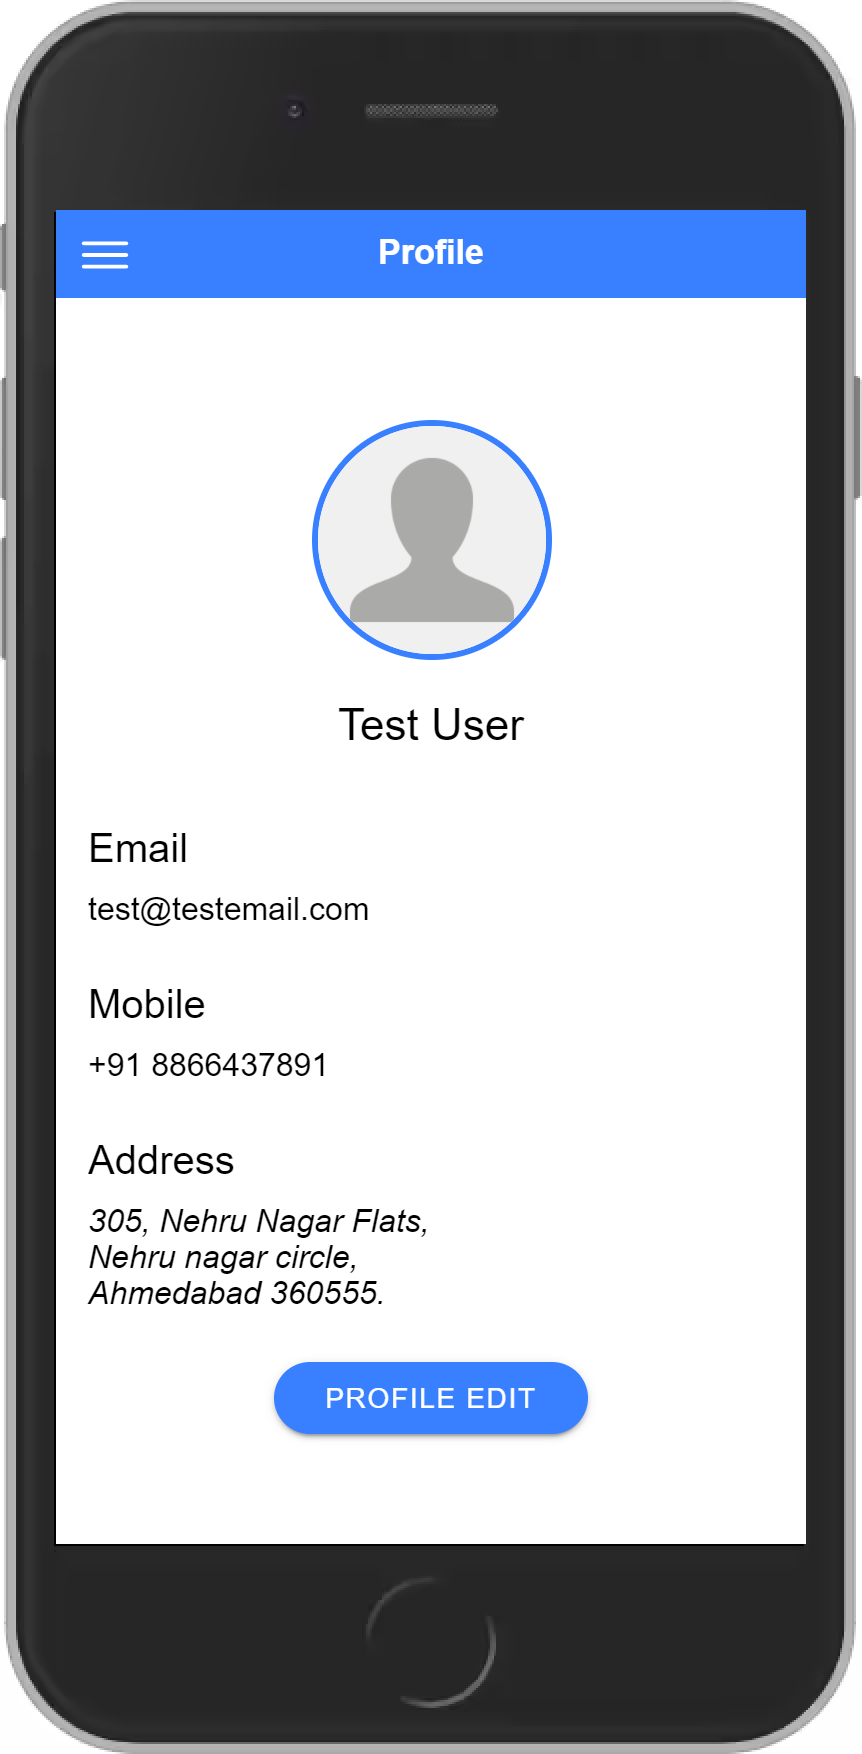 Profile
Test User
Email
test@testemail.com
Mobile
+91 8866437891
Address
305, Nehru Nagar Flats,
Nehru nagar circle,
Ahmedabad 360555.
PROFILE EDIT